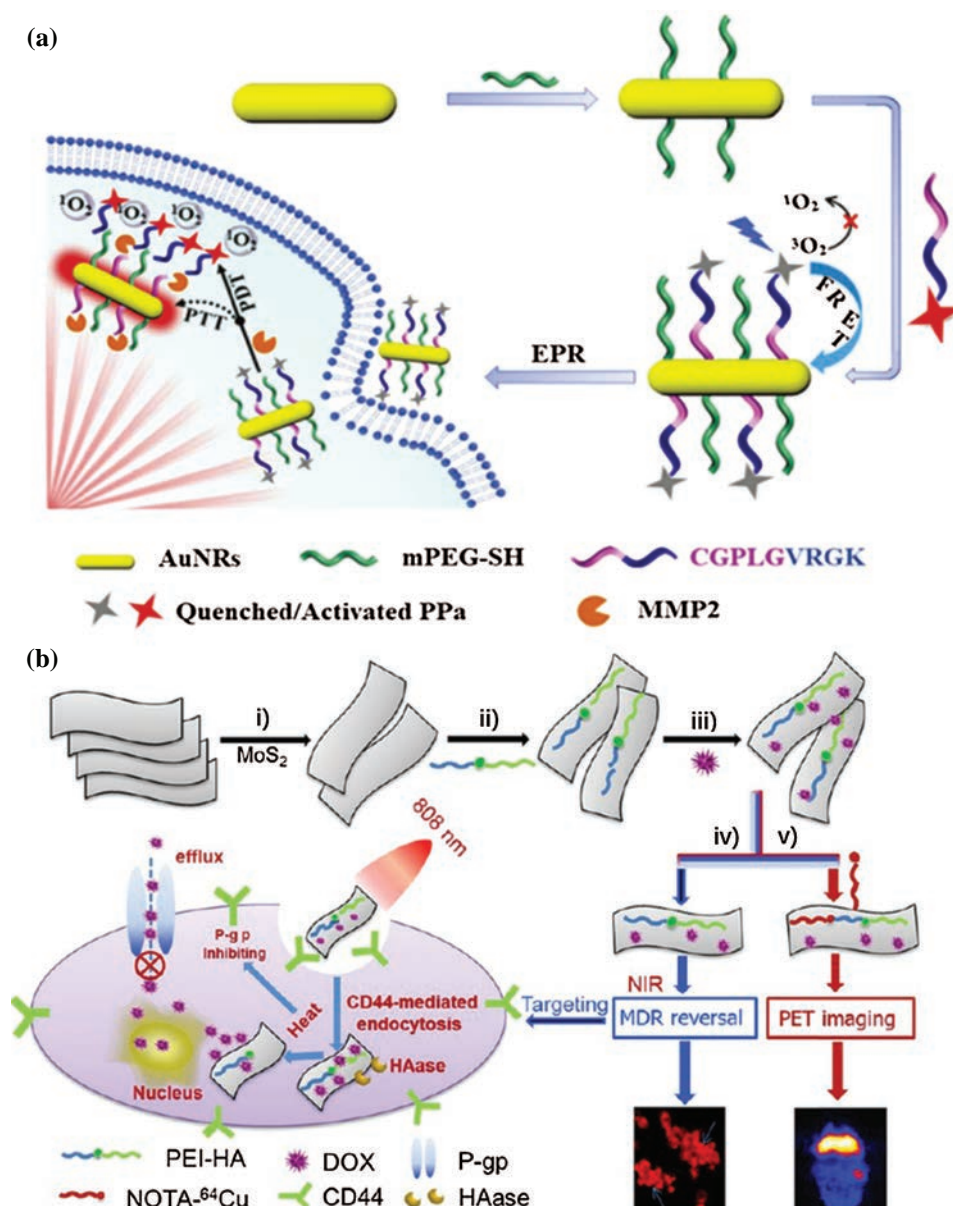 (a)
¹O₂ ¹O₂ ¹O₂ ¹O₂
PTT
PDT
EPR
¹O₂
³O₂
FRET
AuNRs mPEG-SH CGPLGVRGK
Quenched/Activated PPa MMP2
(b)
i) ii) iii)
MoS₂
808 nm
iv) v)
efflux
P-g p
Inhibiting
Heat
CD44-mediated
endocytosis
HAase
Nucleus
Targeting
NIR
MDR reversal PET imaging
PEI-HA DOX P-gp
NOTA-⁶⁴Cu CD44 HAase